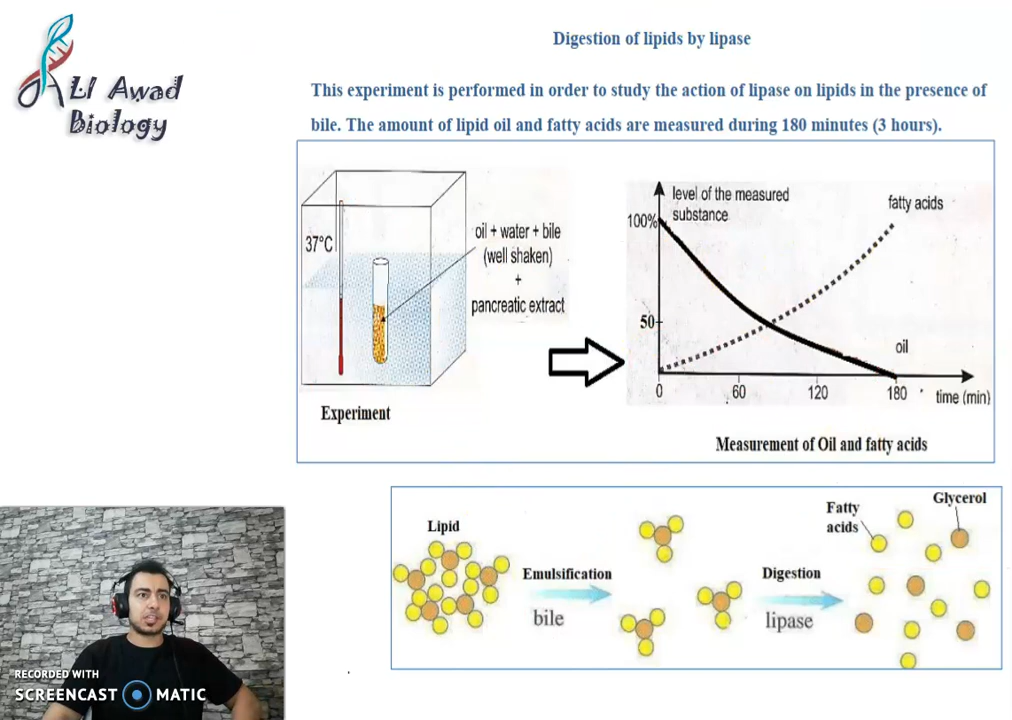 ALI Awad
Biology
Digestion of lipids by lipase
This experiment is performed in order to study the action of lipase on lipids in the presence of
bile. The amount of lipid oil and fatty acids are measured during 180 minutes (3 hours).
37°C
oil + water + bile
(well shaken)
+
pancreatic extract
Experiment
level of the measured
substance
100%
50
fatty acids
oil
0
60
120
180
time (min)
Measurement of Oil and fatty acids
Lipid
Emulsification
bile
Digestion
lipase
Fatty
acids
Glycerol
RECORDED WITH
SCREENCAST MATIC